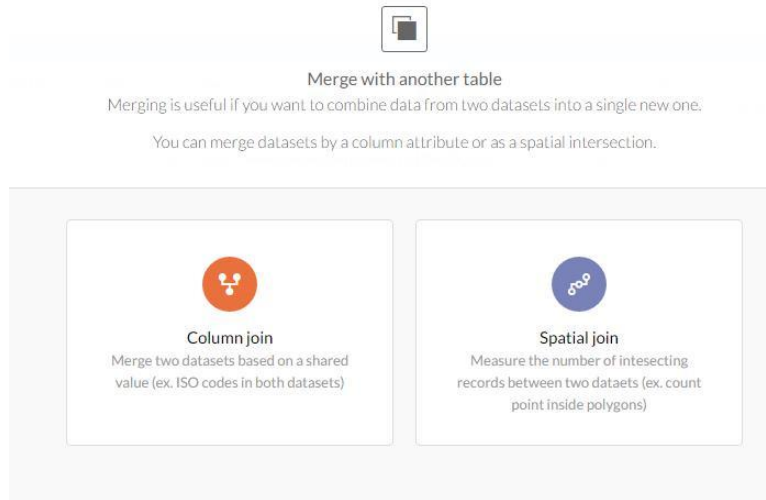 Merge with another table
Merging is useful if you want to combine data from two datasets into a single new one.
You can merge datasets by a column attribute or as a spatial intersection.
Column join
Merge two datasets based on a shared
value (ex. ISO codes in both datasets)
Spatial join
Measure the number of intesecting
records between two dataets (ex. count
point inside polygons)